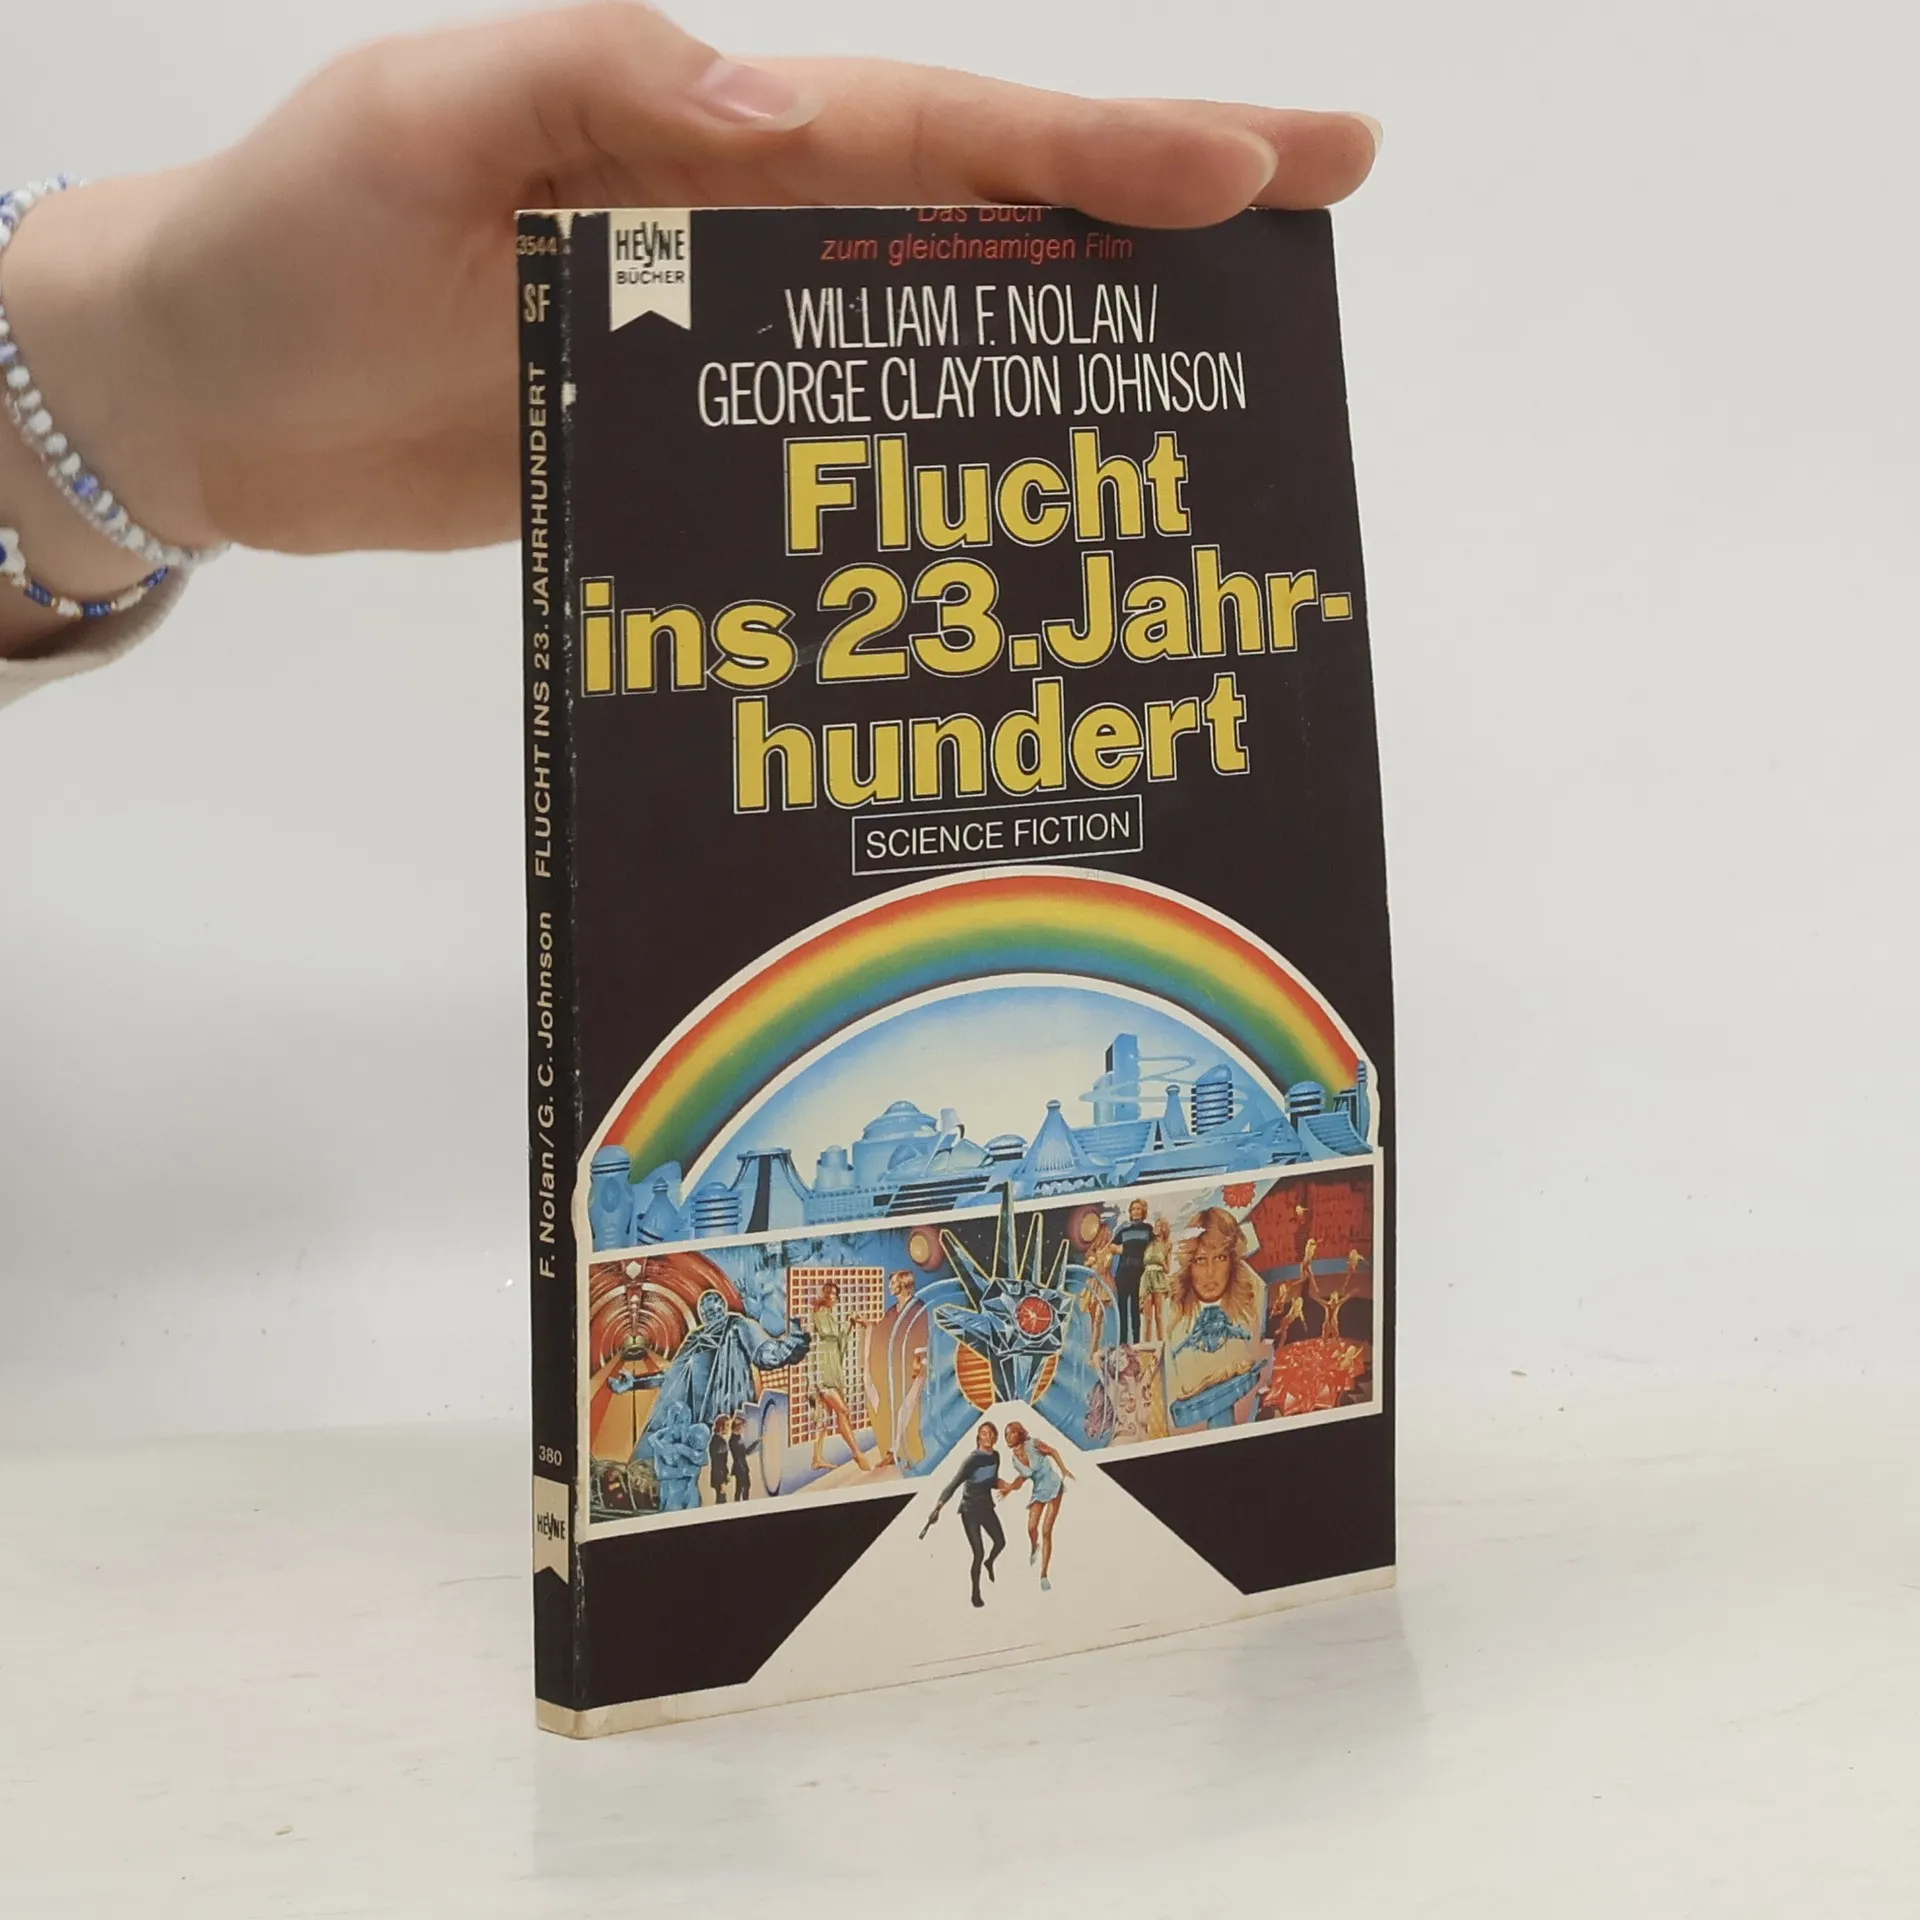 3544
SF
FLUCHT INS 23. JAHRHUNDERT
F. Nolan/G. C. Johnson
380
HEYNE
HEYNE
BÜCHER
Das Buch
zum gleichnamigen Film
WILLIAM F. NOLAN/
GEORGE CLAYTON JOHNSON
Flucht
ins 23. Jahr-
hundert
SCIENCE FICTION